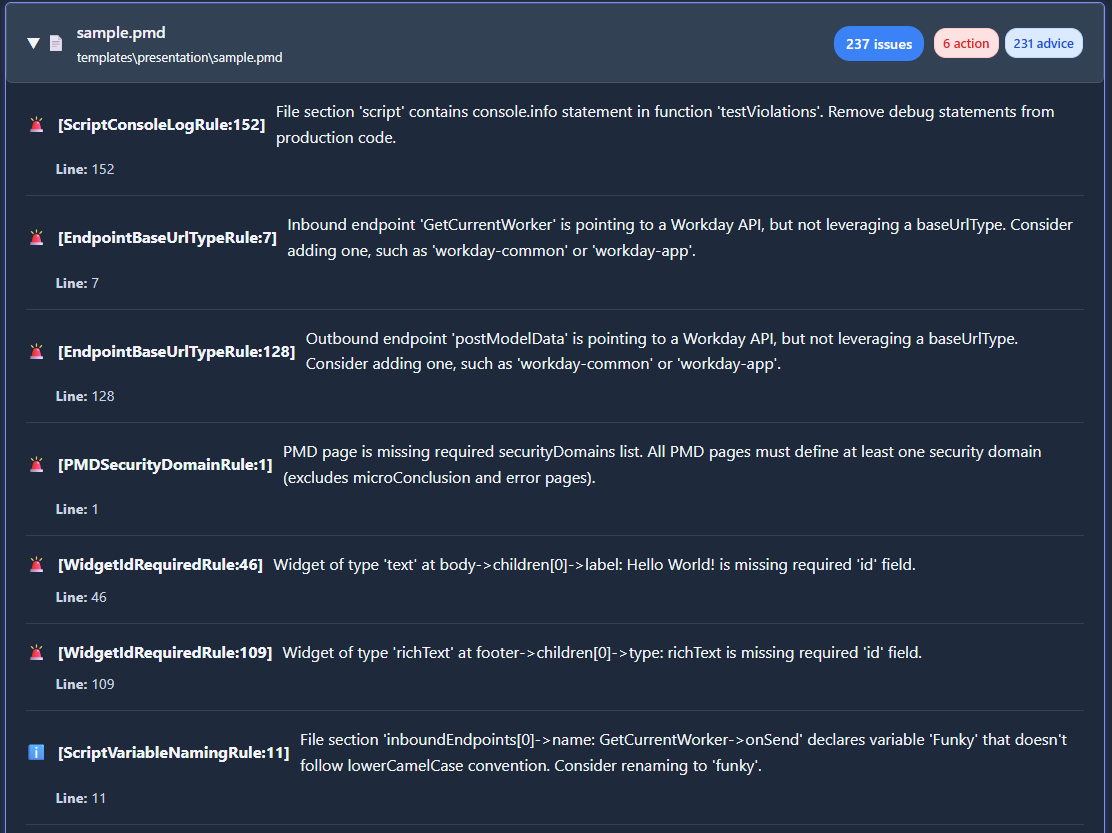 sample.pmd
templates\presentation\sample.pmd
237 issues
6 action
231 advice
[ScriptConsoleLogRule:152] File section 'script' contains console.info statement in function 'testViolations'. Remove debug statements from
production code.
Line: 152
[EndpointBaseUrlTypeRule:7] Inbound endpoint 'GetCurrentWorker' is pointing to a Workday API, but not leveraging a baseUrlType. Consider
adding one, such as 'workday-common' or 'workday-app'.
Line: 7
[EndpointBaseUrlTypeRule:128] Outbound endpoint 'postModelData' is pointing to a Workday API, but not leveraging a baseUrlType.
Consider adding one, such as 'workday-common' or 'workday-app'.
Line: 128
[PMDSecurityDomainRule:1] PMD page is missing required securityDomains list. All PMD pages must define at least one security domain
(excludes microConclusion and error pages).
Line: 1
[WidgetIdRequiredRule:46] Widget of type 'text' at body->children[0]->label: Hello World! is missing required 'id' field.
Line: 46
[WidgetIdRequiredRule:109] Widget of type 'richText' at footer->children[0]->type: richText is missing required 'id' field.
Line: 109
[ScriptVariableNamingRule:11] File section 'inboundEndpoints[0]->name: GetCurrentWorker->onSend' declares variable 'Funky' that doesn't
follow lowerCamelCase convention. Consider renaming to 'funky'.
Line: 11